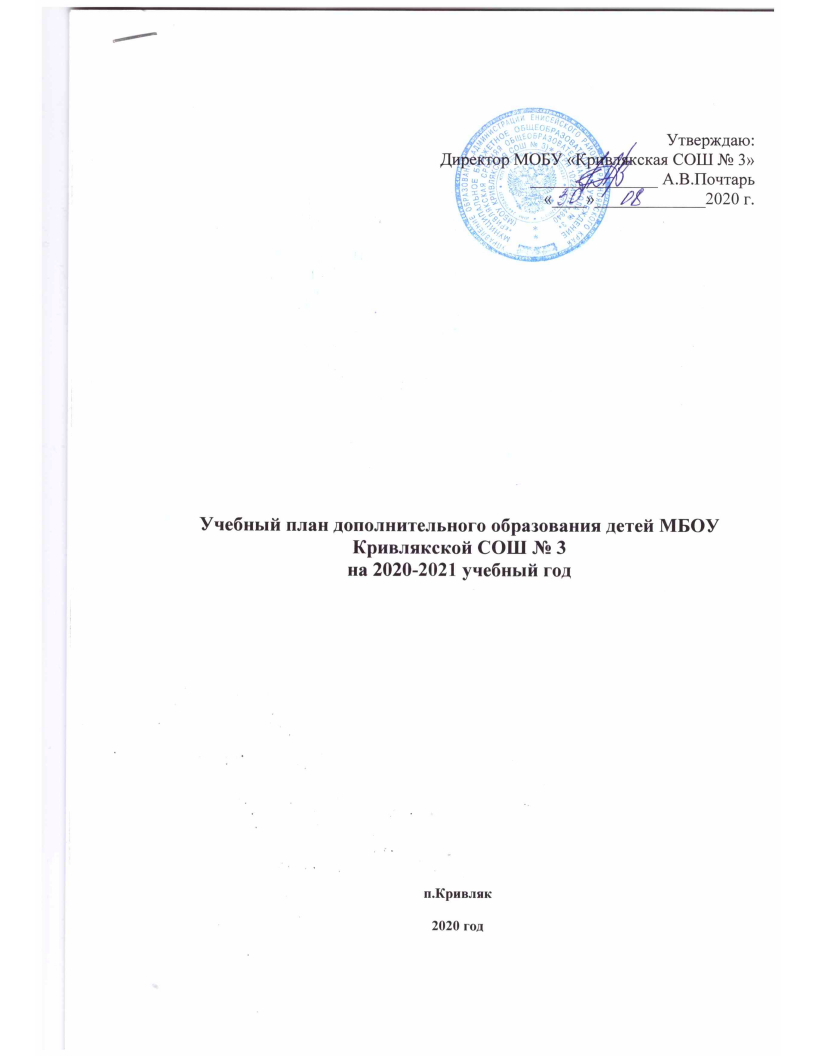 Утверждаю:
Директор МОБУ «Кривлякская СОШ № 3»
А.В.Почтарь
«30» 08 2020 г.
Учебный план дополнительного образования детей МБОУ
Кривлякской СОШ № 3
на 2020-2021 учебный год
п.Кривляк
2020 год